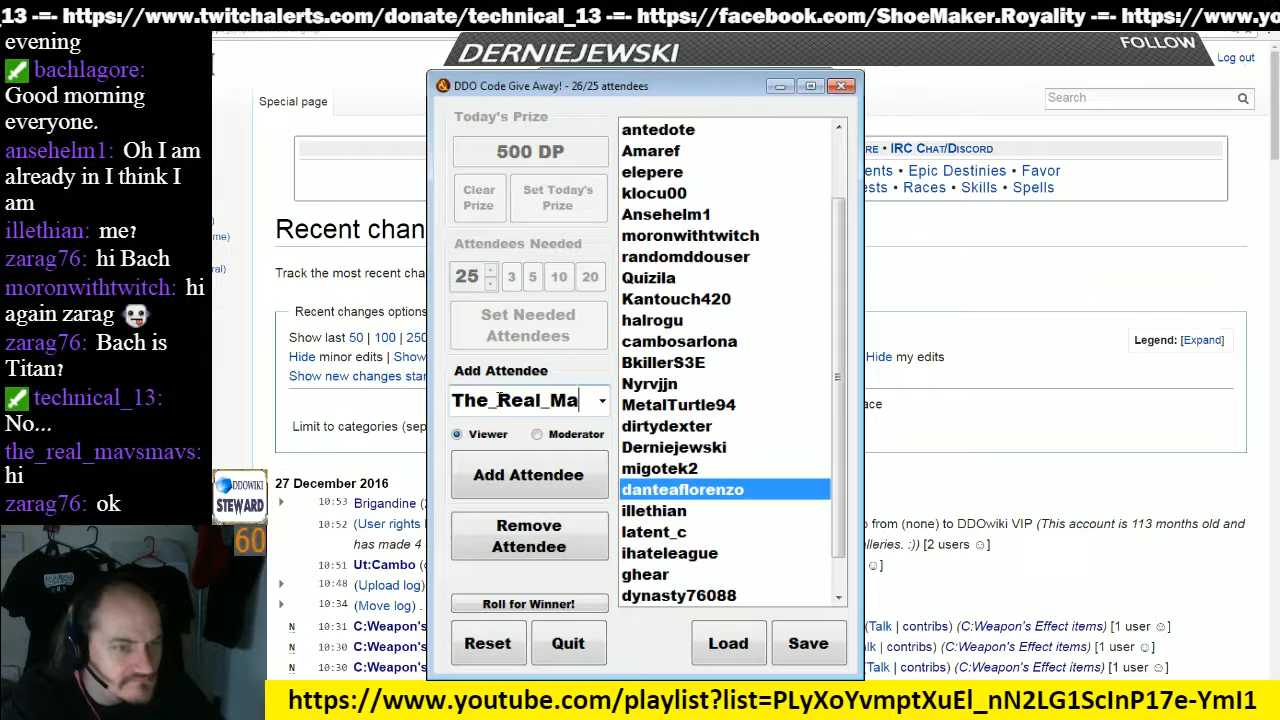 13 -=- https://www.twitchalerts.com/donate/technical_13 -=- https://facebook.com/ShoeMaker.Royality -=- https://www.yo
evening
bachlagore:
Good morning
everyone.
ansehelm1: Oh I am
already in I think I
am
illethian: me?
zarag76: hi Bach
moronwithtwitch: hi
again zarag
zarag76: Bach is
Titan?
technical_13:
No...
the_real_mavsmavs:
hi
zarag76: ok
DDOWIKI
STEWARD
60
DERNIEJEWSKI
FOLLOW
Log out
Special page
Search
IRC Chat/Discord
Epic Destinies • Favor
Races • Skills • Spells
Recent chan
Track the most recent cha
Recent changes options
Show last 50 | 100 | 250
Hide minor edits | Show
Show new changes star
Hide my edits
Legend: [Expand]
Limit to categories (sep
27 December 2016
10:53 Brigandine
10:52 (User rights
has made 4
10:51 Ut:Cambo
10:48 (Upload log)
10:34 (Move log)
N 10:31 C:Weapon's
N 10:30 C:Weapon's
N 10:30 C:Weapon's
from (none) to DDOwiki VIP (This account is 113 months old and
galleries. :)) [2 users ☺]
(Talk | contribs) (C:Weapon's Effect items) [1 user ☺]
(Talk | contribs) (C:Weapon's Effect items) [1 user ☺]
(Talk | contribs) (C:Weapon's Effect items) [1 user ☺]
DDO Code Give Away! - 26/25 attendees
Today's Prize
500 DP
Clear Prize
Set Today's Prize
Attendees Needed
25 3 5 10 20
Set Needed
Attendees
Add Attendee
The_Real_Ma
Viewer Moderator
Add Attendee
Remove
Attendee
Roll for Winner!
Reset Quit Load Save
antedote
Amaref
elepere
klocu00
Ansehelm1
moronwithtwitch
randomddouser
Quizila
Kantouch420
halrogu
cambosarlona
BkillerS3E
Nyrvjjn
MetalTurtle94
dirtydexter
Derniejewski
migotek2
danteaflorenzo
illethian
latent_c
ihateleague
ghear
dynasty76088
https://www.youtube.com/playlist?list=PLyXoYvmptXuEl_nN2LG1ScInP17e-YmI1